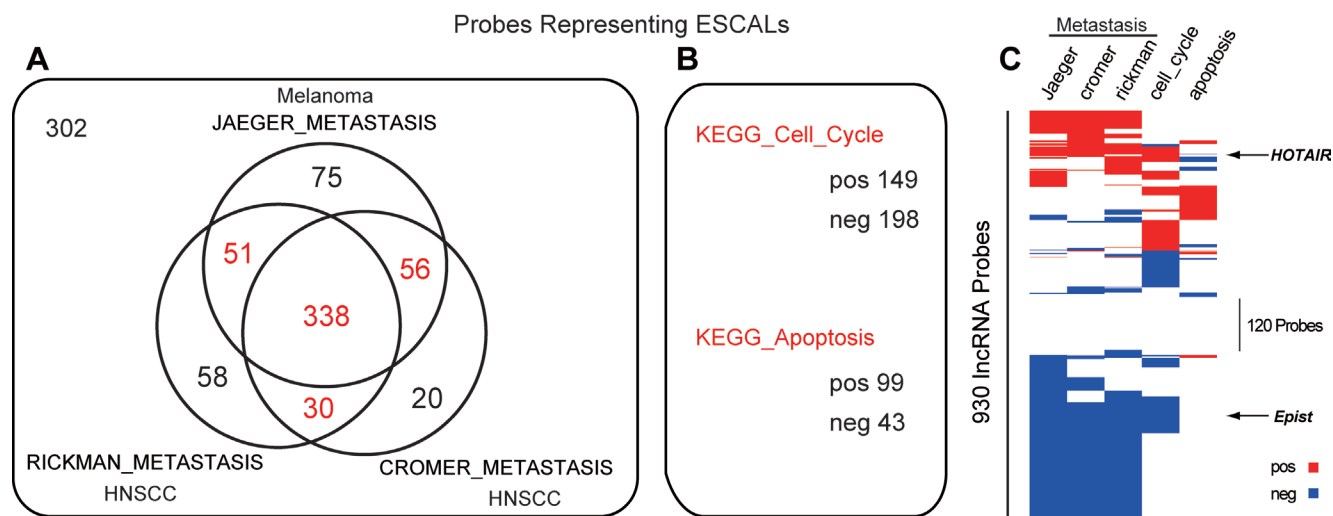 Probes Representing ESCALs
A
302
Melanoma
JAEGER_METASTASIS
75
51
56
338
58
30
20
RICKMAN_METASTASIS
HNSCC
CROMER_METASTASIS
HNSCC
B
KEGG_Cell_Cycle
pos 149
neg 198
KEGG_Apoptosis
pos 99
neg 43
C
Metastasis
Jaeger
cromer
rickman
cell_cycle
apoptosis
930 lncRNA Probes
HOTAIR
120 Probes
Epist
pos
neg